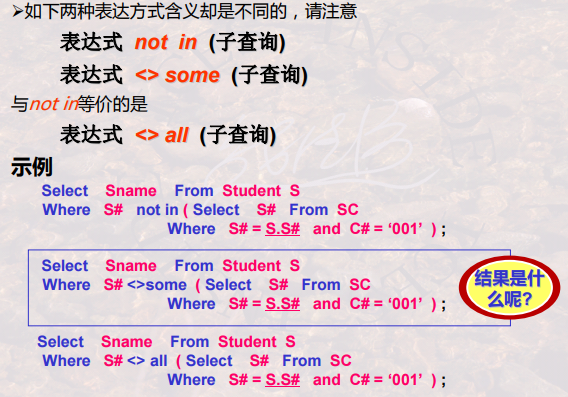 ➢如下两种表达方式含义却是不同的，请注意
表达式 not in (子查询)
表达式 <> some (子查询)
与not in等价的是
表达式 <> all (子查询)
示例
Select Sname From Student S
Where S# not in ( Select S# From SC
Where S# = S.S# and C# = ‘001’ ) ;
Select Sname From Student S
Where S# <>some ( Select S# From SC
Where S# = S.S# and C# = ‘001’ ) ;
结果是什
么呢?
Select Sname From Student S
Where S# <> all ( Select S# From SC
Where S# = S.S# and C# = ‘001’ ) ;